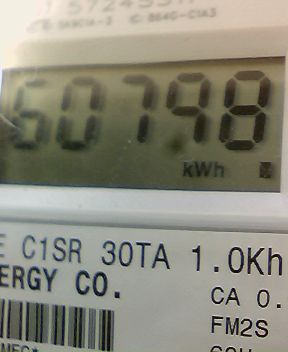 60798
kWh
E C1SR 30TA 1.0Kh
ERGY CO.
CA 0.
FM2S